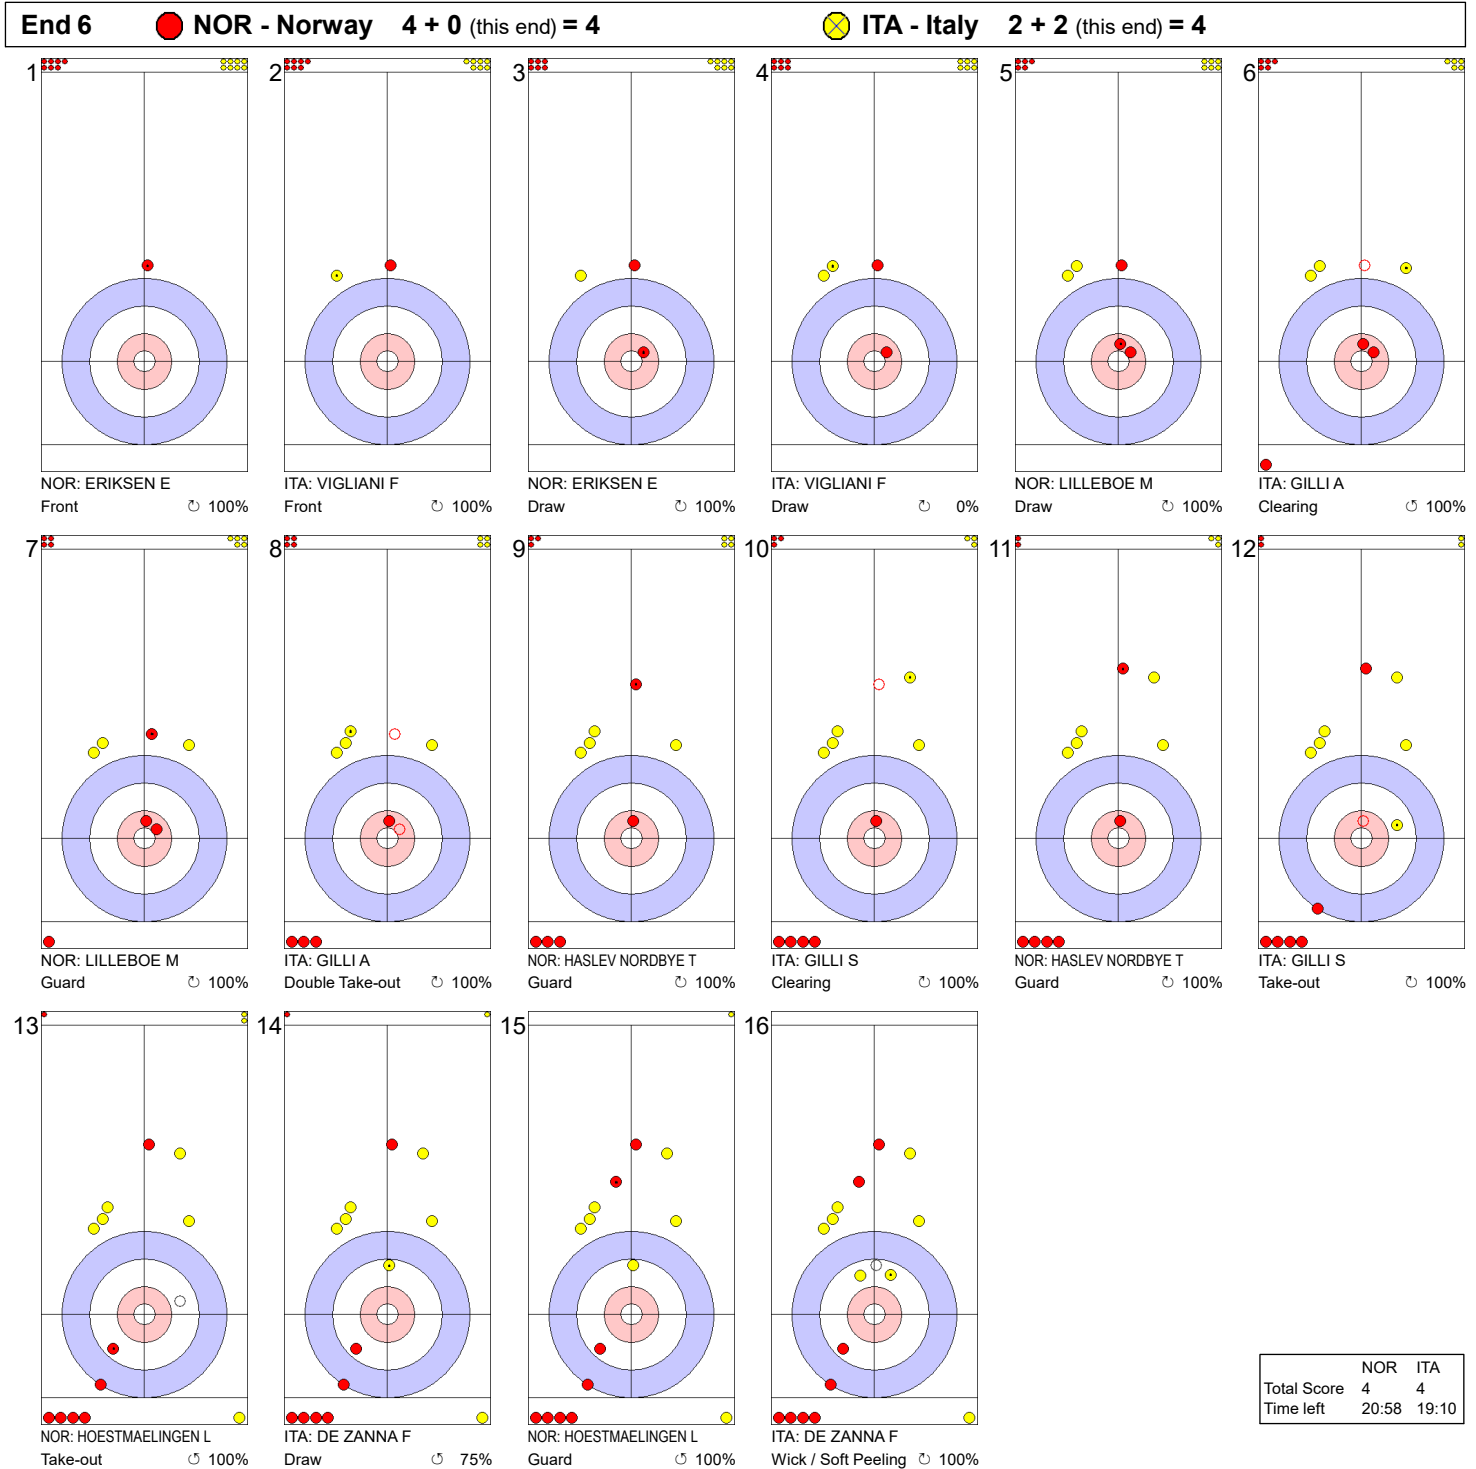 End 6 NOR - Norway 4 + 0 (this end) = 4 ITA - Italy 2 + 2 (this end) = 4
1 2 3 4 5 6
NOR: ERIKSEN E ITA: VIGLIANI F NOR: ERIKSEN E ITA: VIGLIANI F NOR: LILLEBOE M ITA: GILLI A
Front ↻ 100% Front ↻ 100% Draw ↻ 100% Draw ↻ 0% Draw ↺ 100% Clearing ↺ 100%
7 8 9 10 11 12
NOR: LILLEBOE M ITA: GILLI A NOR: HASLEV NORDBYE T ITA: GILLI S NOR: HASLEV NORDBYE T ITA: GILLI S
Guard ↻ 100% Double Take-out ↻ 100% Guard ↻ 100% Clearing ↻ 100% Guard ↻ 100% Take-out ↻ 100%
13 14 15 16
NOR: HOESTMAELINGEN L ITA: DE ZANNA F NOR: HOESTMAELINGEN L ITA: DE ZANNA F
Take-out ↺ 100% Draw ↺ 75% Guard ↺ 100% Wick / Soft Peeling ↻ 100%
NOR ITA
Total Score 4 4
Time left 20:58 19:10